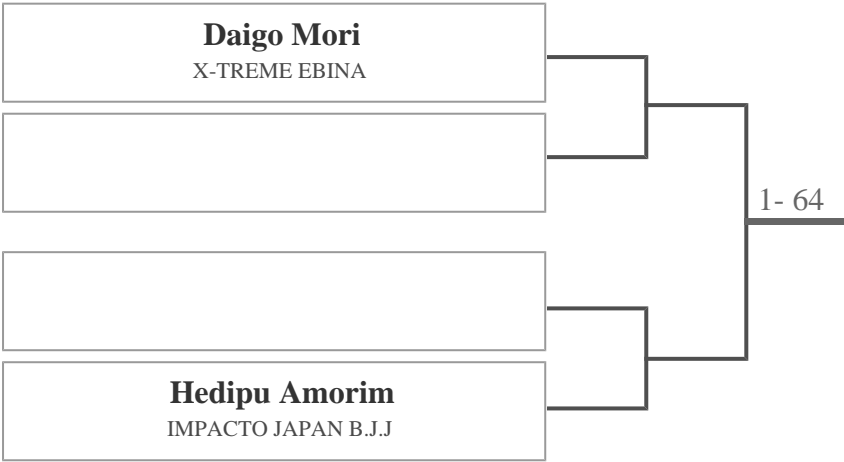 Daigo Mori
X-TREME EBINA
1- 64
Hedipu Amorim
IMPACTO JAPAN B.J.J